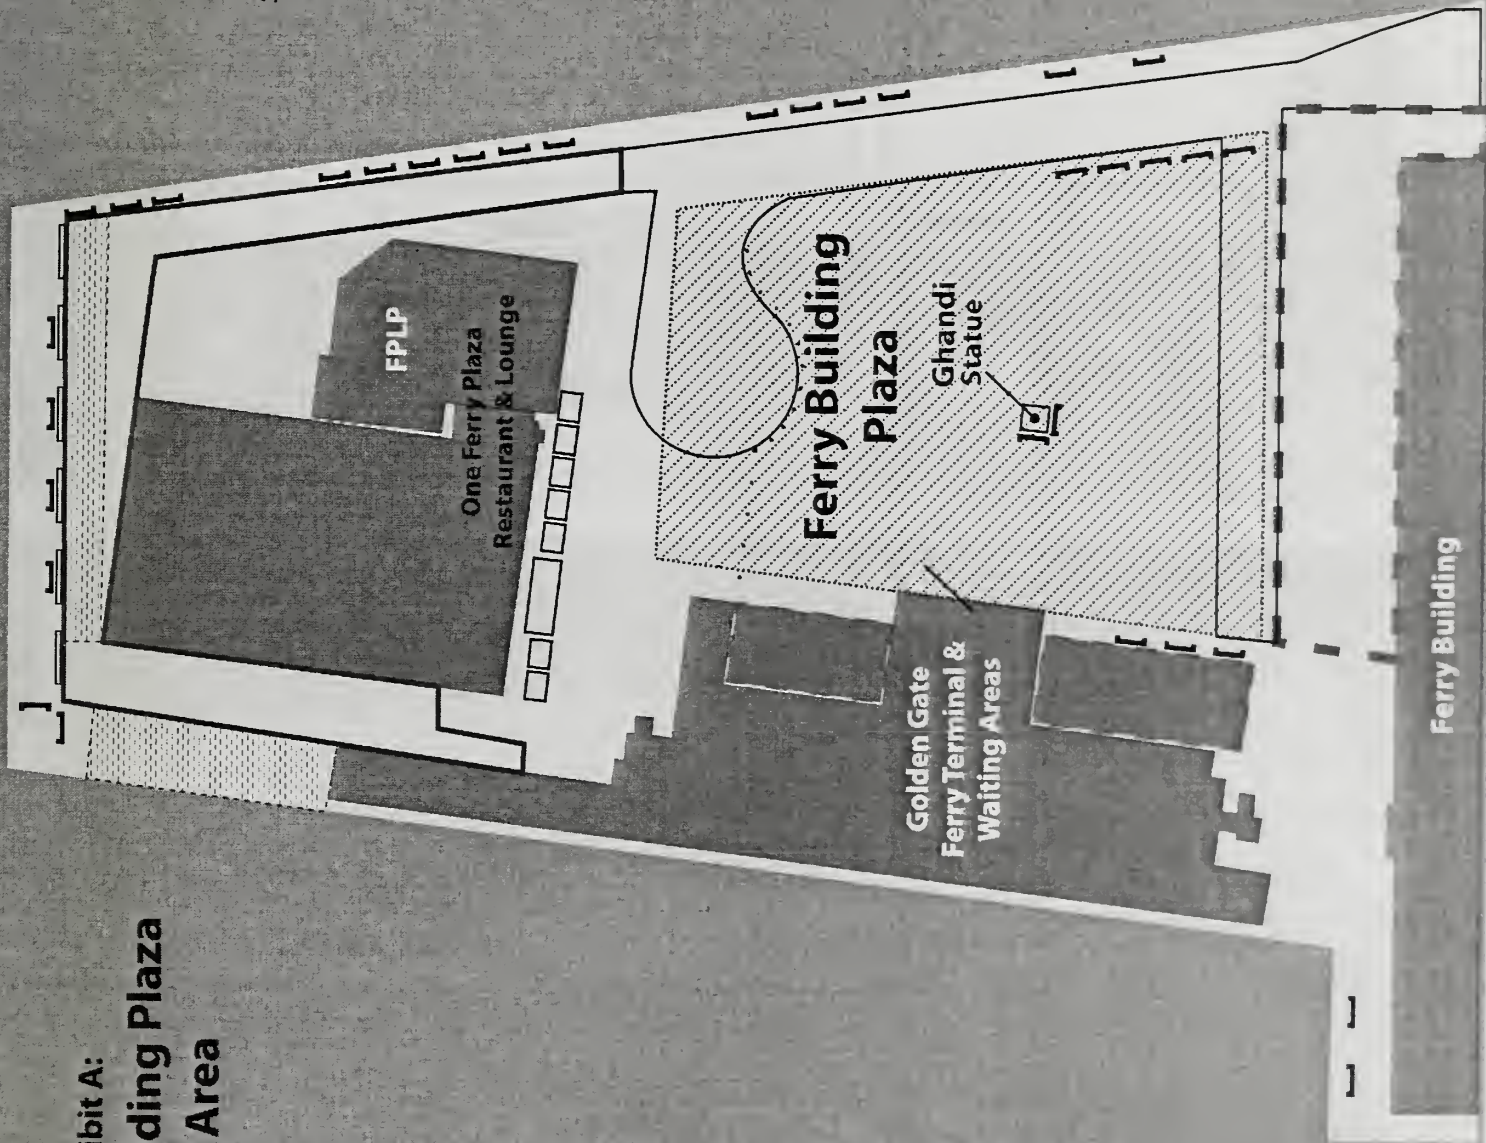 ibit A:
ding Plaza
Area
FPLP
One Ferry Plaza
Restaurant & Lounge
Ferry Building
Plaza
Ghandi
Statue
Golden Gate
Ferry Terminal &
Waiting Areas
Ferry Building